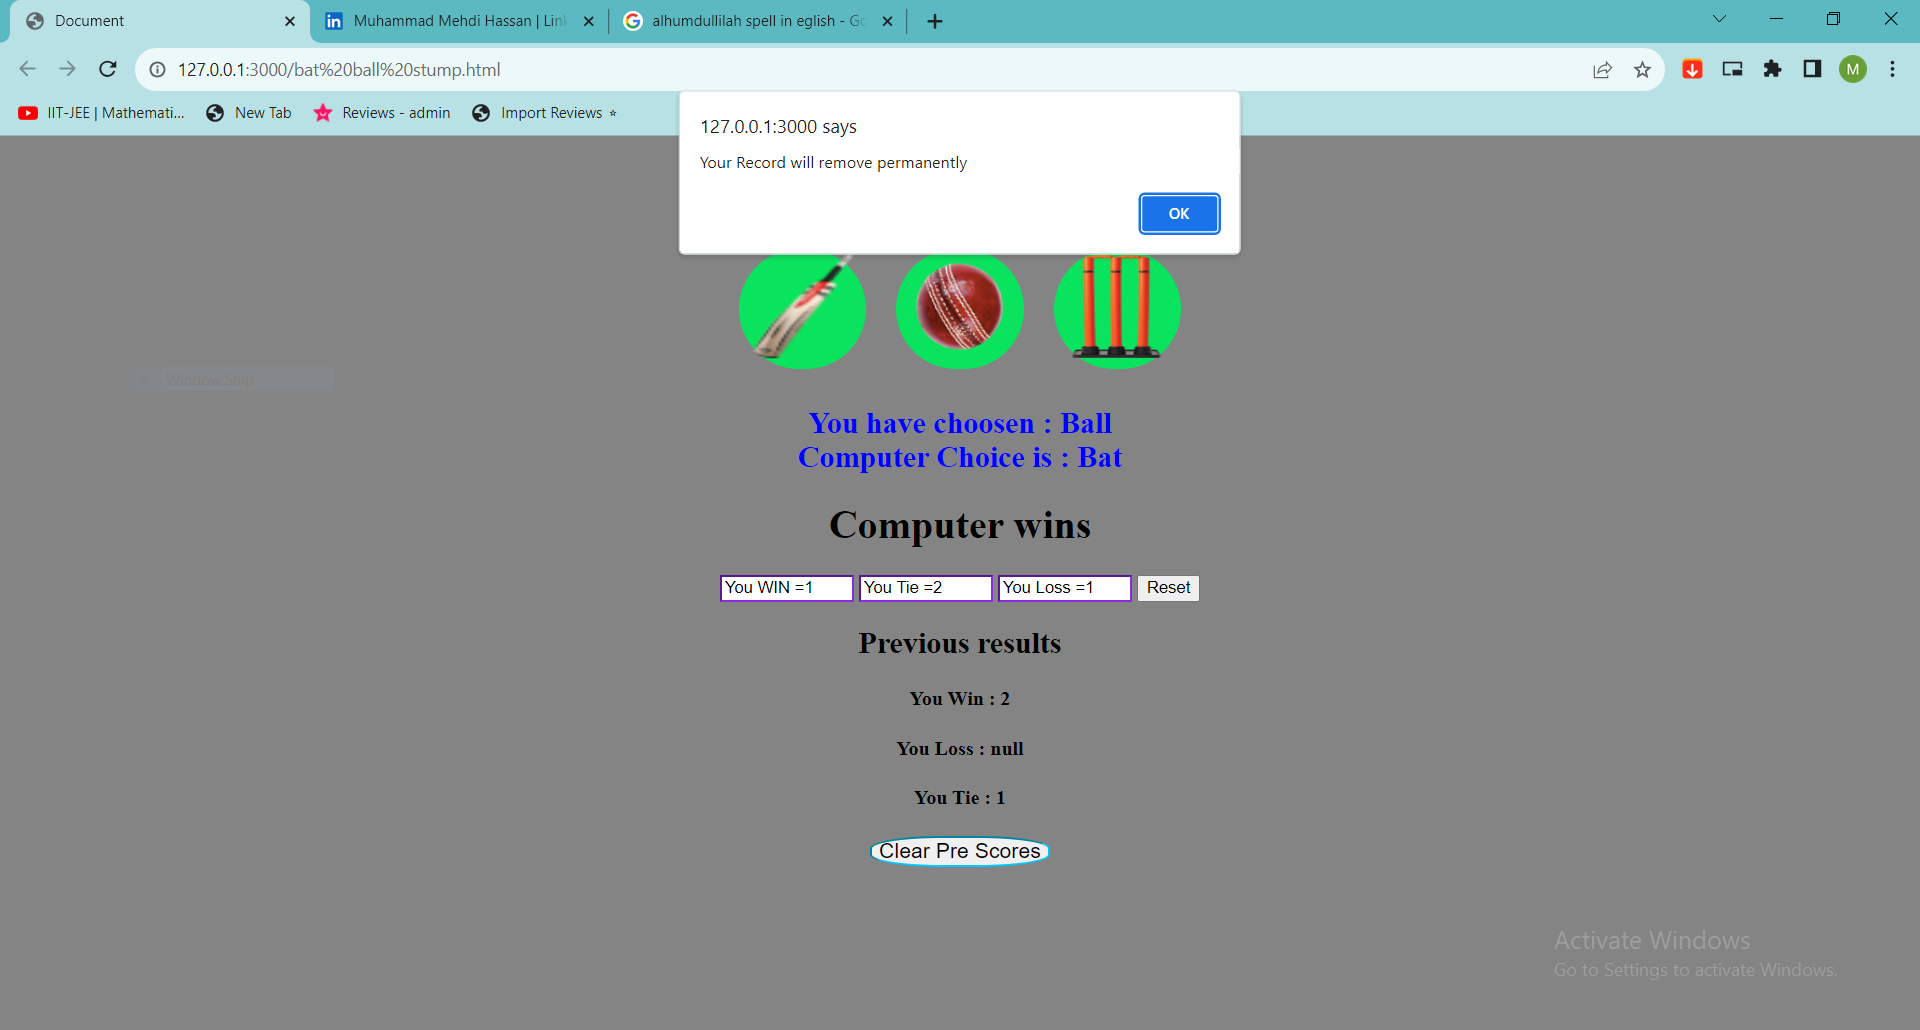 Document
Muhammad Mehdi Hassan | Lin
alhumdullilah spell in eglish - Go
127.0.0.1:3000/bat%20ball%20stump.html
M
IIT-JEE | Mathemati...
New Tab
Reviews - admin
Import Reviews
127.0.0.1:3000 says
Your Record will remove permanently
OK
Window Snip
You have choosen : Ball
Computer Choice is : Bat
Computer wins
You WIN =1
You Tie =2
You Loss =1
Reset
Previous results
You Win : 2
You Loss : null
You Tie : 1
Clear Pre Scores
Activate Windows
Go to Settings to activate Windows.